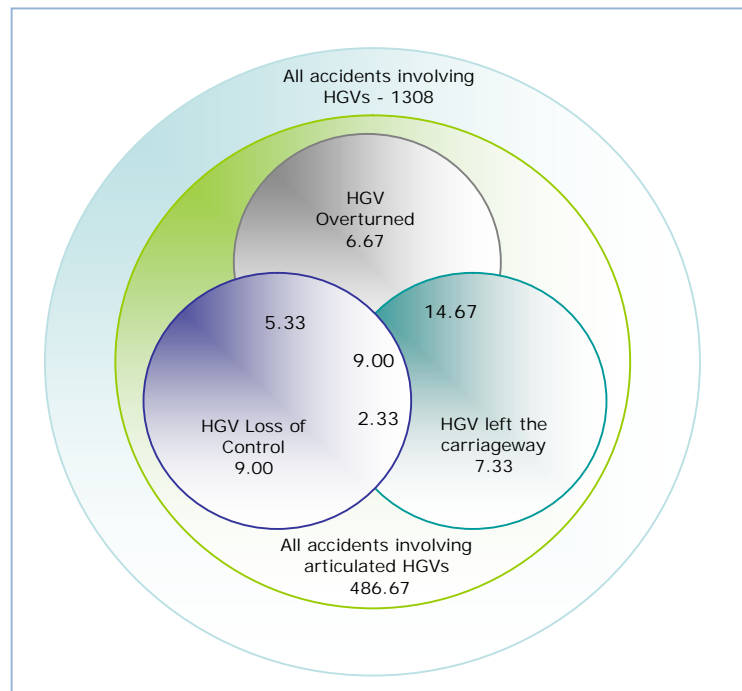 All accidents involving
HGVs - 1308
HGV
Overturned
6.67
5.33
14.67
9.00
2.33
HGV Loss of
Control
9.00
HGV left the
carriageway
7.33
All accidents involving
articulated HGVs
486.67